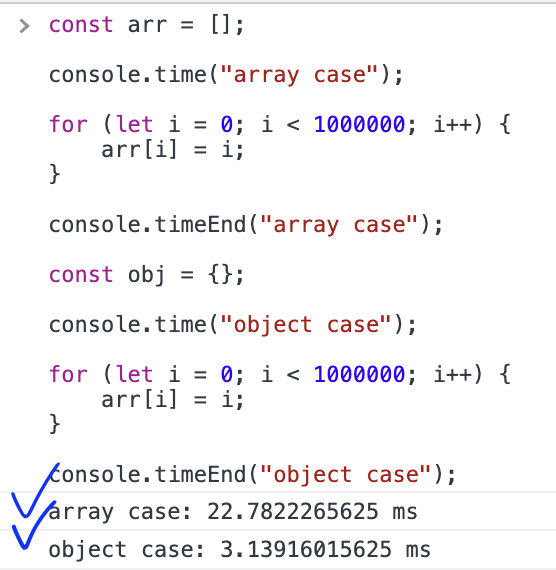 > const arr = [];
console.time("array case");
for (let i = 0; i < 1000000; i++) {
    arr[i] = i;
}
console.timeEnd("array case");
const obj = {};
console.time("object case");
for (let i = 0; i < 1000000; i++) {
    arr[i] = i;
}
console.timeEnd("object case");
array case: 22.7822265625 ms
object case: 3.13916015625 ms